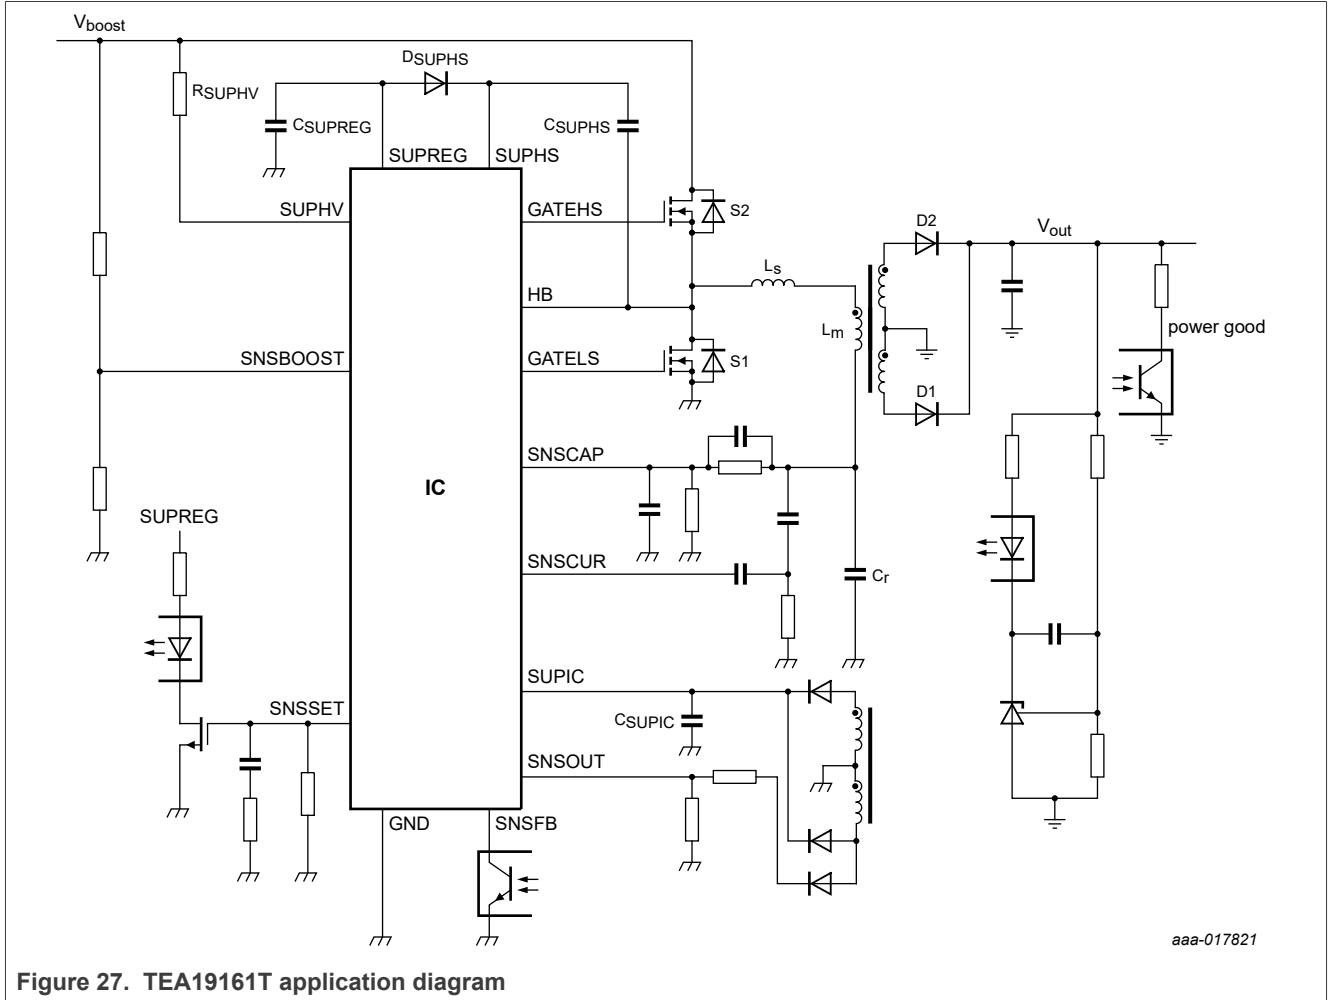 Vboost
DSUPHS
RSUPHV
CSUPREG
CSUPHS
SUPREG
SUPHS
SUPHV
GATEHS
S2
D2
Vout
Ls
HB
Lm
power good
SNSBOOST
GATELS
S1
D1
SNSCAP
IC
SUPREG
SNSCUR
Cr
SUPIC
SNSSET
CSUPIC
SNSOUT
GND
SNSFB
aaa-017821
Figure 27. TEA19161T application diagram